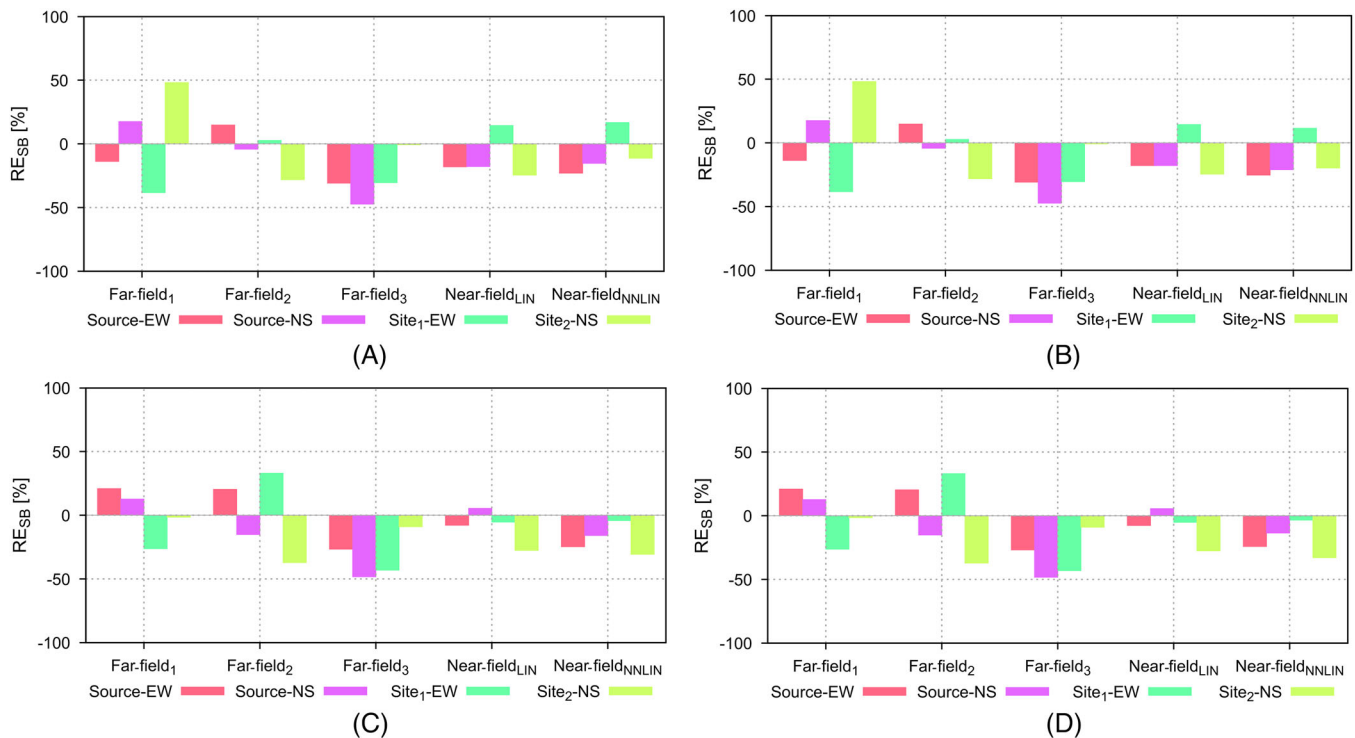 100
50
0
-50
-100
RE_SB [%]
Far-field₁ Far-field₂ Far-field₃ Near-field_LIN Near-field_NNLIN
Source-EW Source-NS Site₁-EW Site₂-NS
(A)
100
50
0
-50
-100
RE_SB [%]
Far-field₁ Far-field₂ Far-field₃ Near-field_LIN Near-field_NNLIN
Source-EW Source-NS Site₁-EW Site₂-NS
(B)
100
50
0
-50
-100
RE_SB [%]
Far-field₁ Far-field₂ Far-field₃ Near-field_LIN Near-field_NNLIN
Source-EW Source-NS Site₁-EW Site₂-NS
(C)
100
50
0
-50
-100
RE_SB [%]
Far-field₁ Far-field₂ Far-field₃ Near-field_LIN Near-field_NNLIN
Source-EW Source-NS Site₁-EW Site₂-NS
(D)